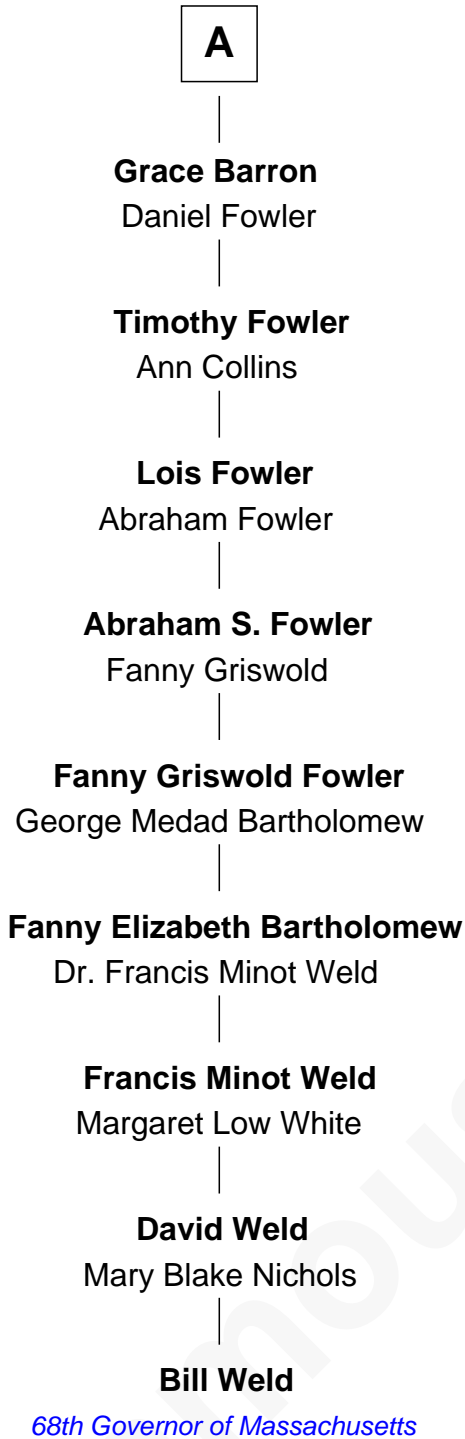 A
Grace Barron
Daniel Fowler
Timothy Fowler
Ann Collins
Lois Fowler
Abraham Fowler
Abraham S. Fowler
Fanny Griswold
Fanny Griswold Fowler
George Medad Bartholomew
Fanny Elizabeth Bartholomew
Dr. Francis Minot Weld
Francis Minot Weld
Margaret Low White
David Weld
Mary Blake Nichols
Bill Weld
68th Governor of Massachusetts